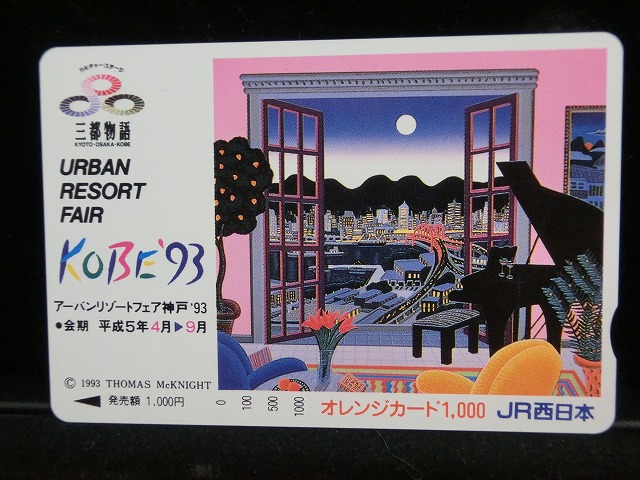 カルチャーステージ
三都物語
KYOTO・OSAKA・KOBE
URBAN
RESORT
FAIR
KOBE'93
アーバンリゾートフェア神戸'93
●会期 平成5年4月▶9月
© 1993 THOMAS McKNIGHT
◀ 発売額 1.000円
0 100 500 1000
オレンジカード1,000 JR西日本